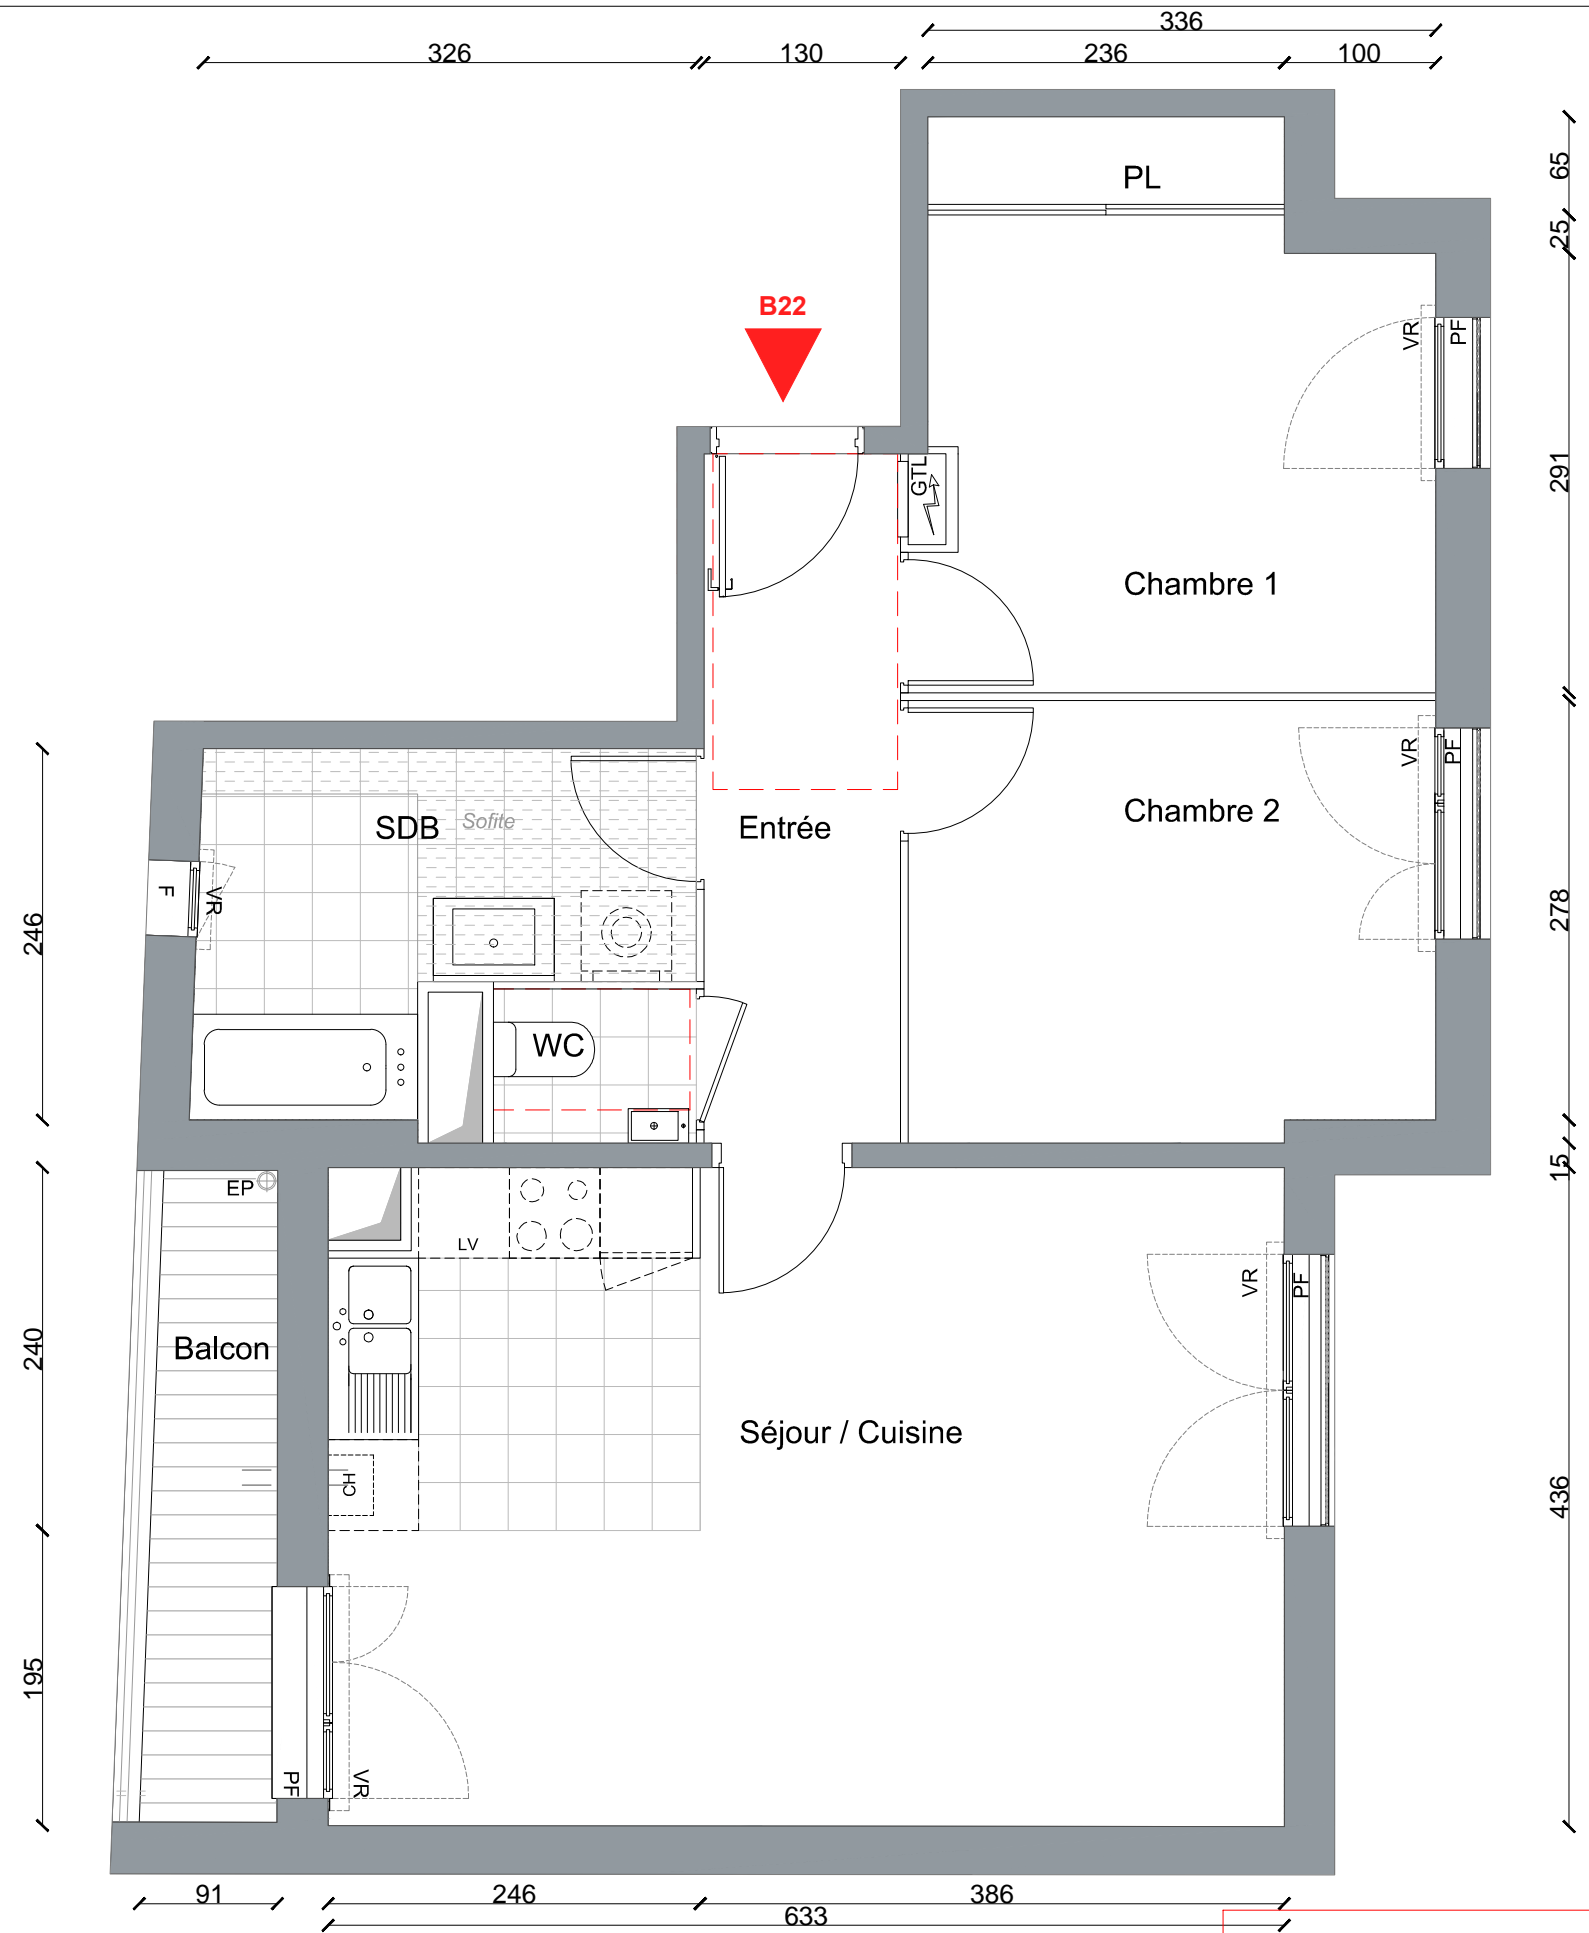 336
326
130
236
100
65
PL
25
B22
VR
PF
GTL
291
Chambre 1
VR
PF
Chambre 2
SDB
Sofite
Entrée
F
VR
246
278
WC
15
EP
LV
VR
PF
Balcon
240
Séjour / Cuisine
CH
436
195
PF
VR
91
246
386
633